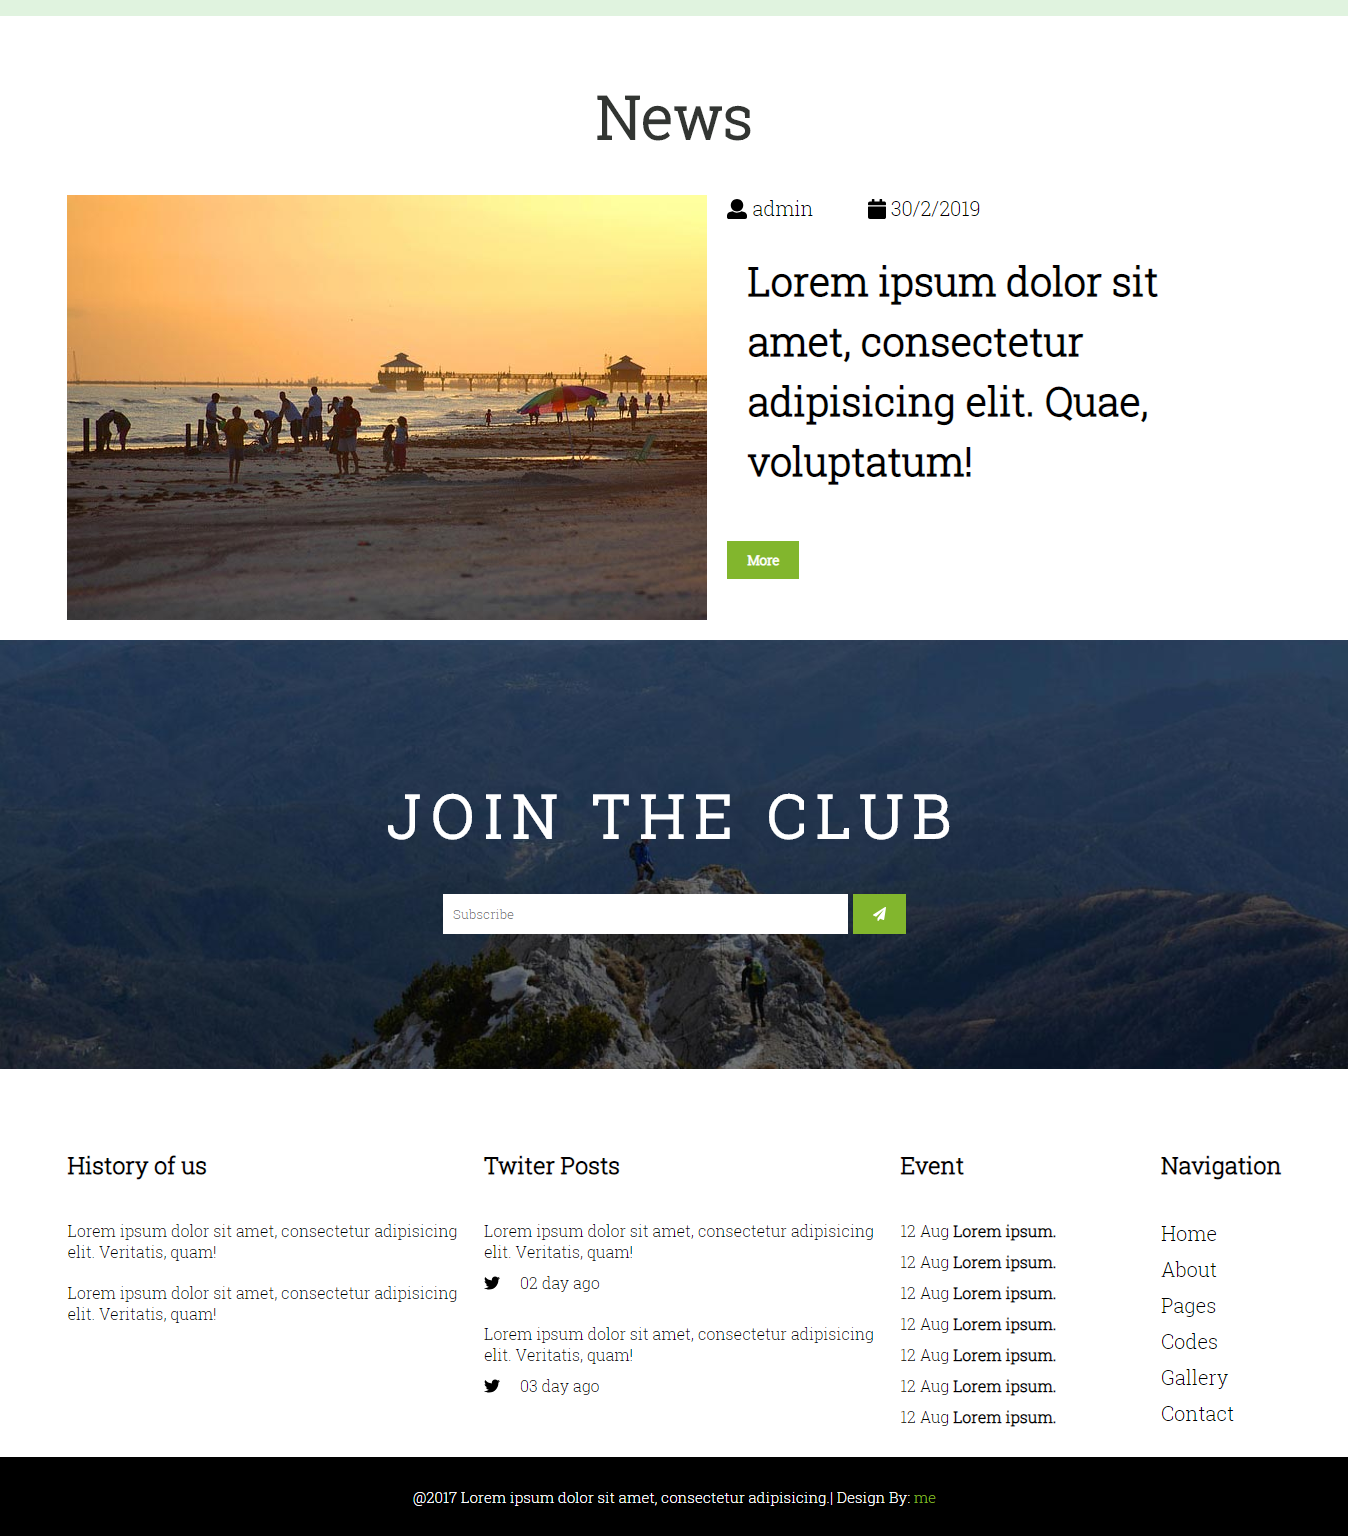 News
admin 30/2/2019
Lorem ipsum dolor sit
amet, consectetur
adipisicing elit. Quae,
voluptatum!
More
JOIN THE CLUB
Subscribe
History of us
Lorem ipsum dolor sit amet, consectetur adipisicing
elit. Veritatis, quam!
Lorem ipsum dolor sit amet, consectetur adipisicing
elit. Veritatis, quam!
Twiter Posts
Lorem ipsum dolor sit amet, consectetur adipisicing
elit. Veritatis, quam!
02 day ago
Lorem ipsum dolor sit amet, consectetur adipisicing
elit. Veritatis, quam!
03 day ago
Event
12 Aug Lorem ipsum.
12 Aug Lorem ipsum.
12 Aug Lorem ipsum.
12 Aug Lorem ipsum.
12 Aug Lorem ipsum.
12 Aug Lorem ipsum.
12 Aug Lorem ipsum.
Navigation
Home
About
Pages
Codes
Gallery
Contact
@2017 Lorem ipsum dolor sit amet, consectetur adipisicing.| Design By: me